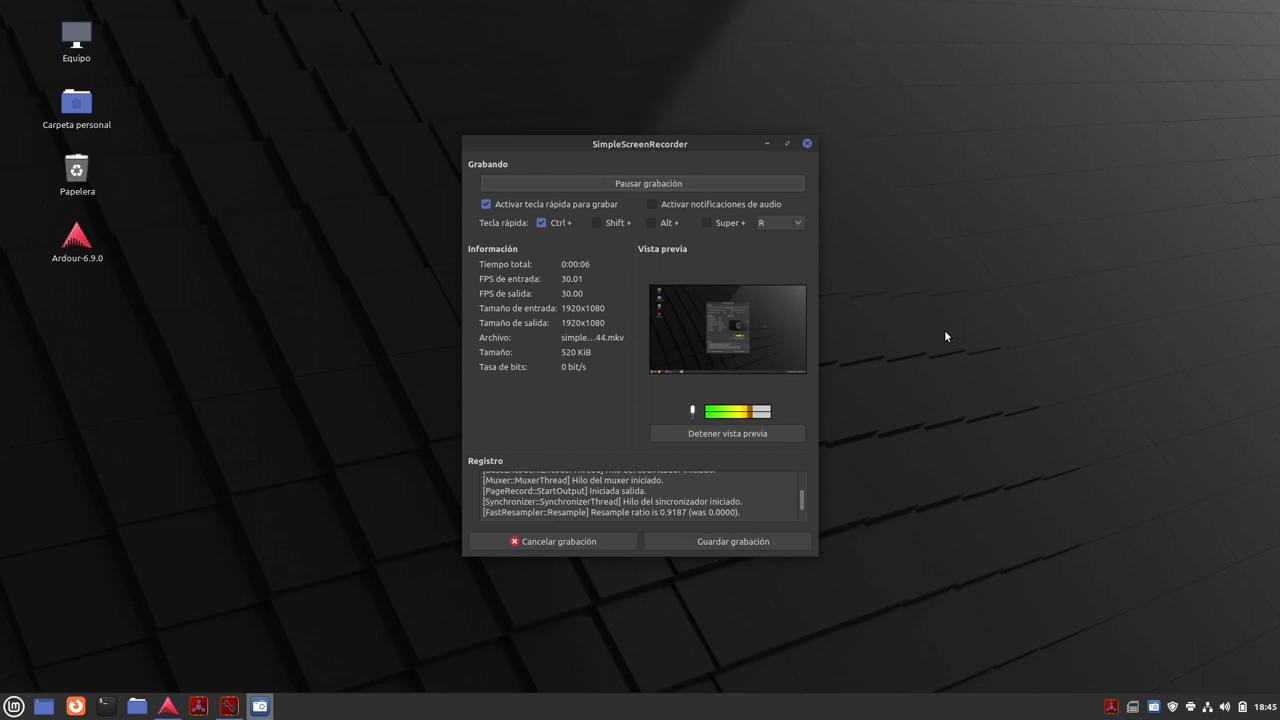 Equipo
Carpeta personal
Papelera
Ardour-6.9.0
SimpleScreenRecorder
Grabando
Pausar grabación
Activar tecla rápida para grabar
Activar notificaciones de audio
Tecla rápida: Ctrl + Shift + Alt + Super + R
Información
Vista previa
Tiempo total: 0:00:06
FPS de entrada: 30.01
FPS de salida: 30.00
Tamaño de entrada: 1920x1080
Tamaño de salida: 1920x1080
Archivo: simple...44.mkv
Tamaño: 520 KiB
Tasa de bits: 0 bit/s
Detener vista previa
Registro
[Muxer::MuxerThread] Hilo del muxer iniciado.
[PageRecord::StartOutput] Iniciada salida.
[Synchronizer::SynchronizerThread] Hilo del sincronizador iniciado.
[FastResampler::Resample] Resample ratio is 0.9187 (was 0.0000).
Cancelar grabación
Guardar grabación
18:45